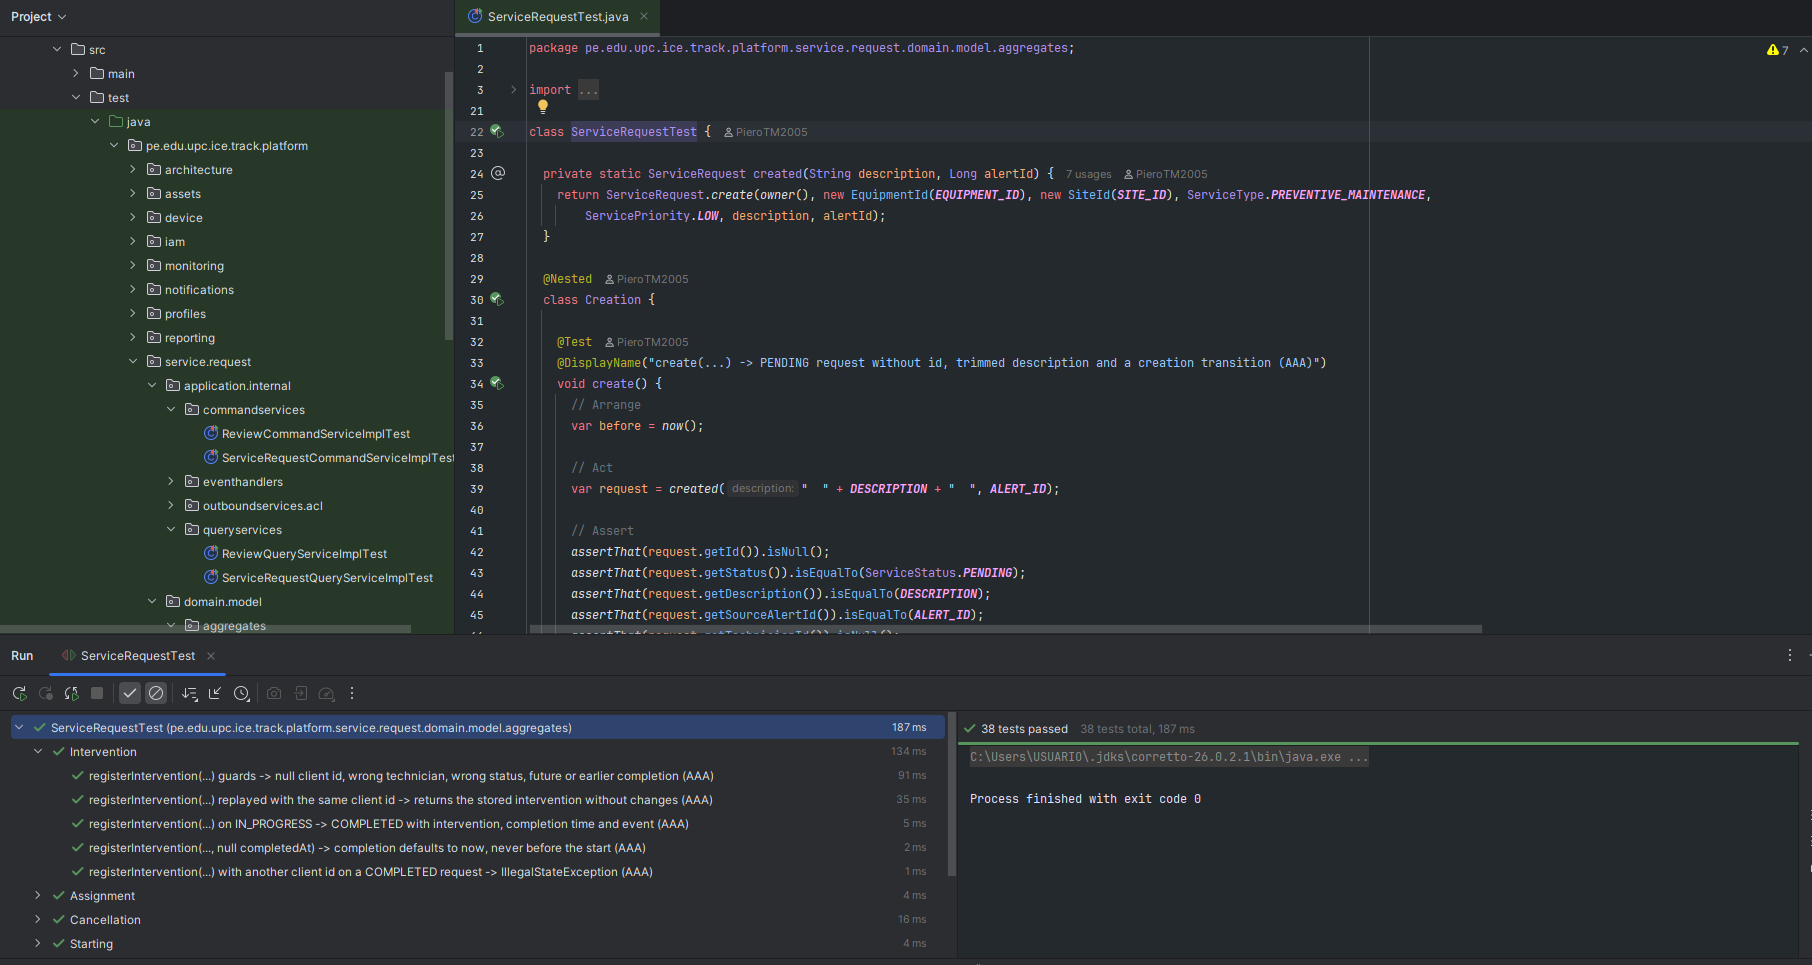 Project
src
main
test
java
pe.edu.upc.ice.track.platform
architecture
assets
device
iam
monitoring
notifications
profiles
reporting
service.request
application.internal
commandservices
ReviewCommandServiceImplTest
ServiceRequestCommandServiceImplTest
eventhandlers
outboundservices.acl
queryservices
ReviewQueryServiceImplTest
ServiceRequestQueryServiceImplTest
domain.model
aggregates
ServiceRequestTest.java
7
1 package pe.edu.upc.ice.track.platform.service.request.domain.model.aggregates;
2
3 import ...
21
22 class ServiceRequestTest { PieroTM2005
23
24 private static ServiceRequest created(String description, Long alertId) { 7 usages PieroTM2005
25 return ServiceRequest.create(owner(), new EquipmentId(EQUIPMENT_ID), new SiteId(SITE_ID), ServiceType.PREVENTIVE_MAINTENANCE,
26 ServicePriority.LOW, description, alertId);
27 }
28
29 @Nested PieroTM2005
30 class Creation {
31
32 @Test PieroTM2005
33 @DisplayName("create(...) -> PENDING request without id, trimmed description and a creation transition (AAA)")
34 void create() {
35 // Arrange
36 var before = now();
37
38 // Act
39 var request = created( description: "  " + DESCRIPTION + "  ", ALERT_ID);
40
41 // Assert
42 assertThat(request.getId()).isNull();
43 assertThat(request.getStatus()).isEqualTo(ServiceStatus.PENDING);
44 assertThat(request.getDescription()).isEqualTo(DESCRIPTION);
45 assertThat(request.getSourceAlertId()).isEqualTo(ALERT_ID);
assertThat(request.getTechnicianId()).isNull();
Run ServiceRequestTest
ServiceRequestTest (pe.edu.upc.ice.track.platform.service.request.domain.model.aggregates) 187 ms
Intervention 134 ms
registerIntervention(...) guards -> null client id, wrong technician, wrong status, future or earlier completion (AAA) 91 ms
registerIntervention(...) replayed with the same client id -> returns the stored intervention without changes (AAA) 35 ms
registerIntervention(...) on IN_PROGRESS -> COMPLETED with intervention, completion time and event (AAA) 5 ms
registerIntervention(..., null completedAt) -> completion defaults to now, never before the start (AAA) 2 ms
registerIntervention(...) with another client id on a COMPLETED request -> IllegalStateException (AAA) 1 ms
Assignment 4 ms
Cancellation 16 ms
Starting 4 ms
38 tests passed 38 tests total, 187 ms
C:\Users\USUARIO\.jdks\corretto-26.0.2.1\bin\java.exe ...
Process finished with exit code 0